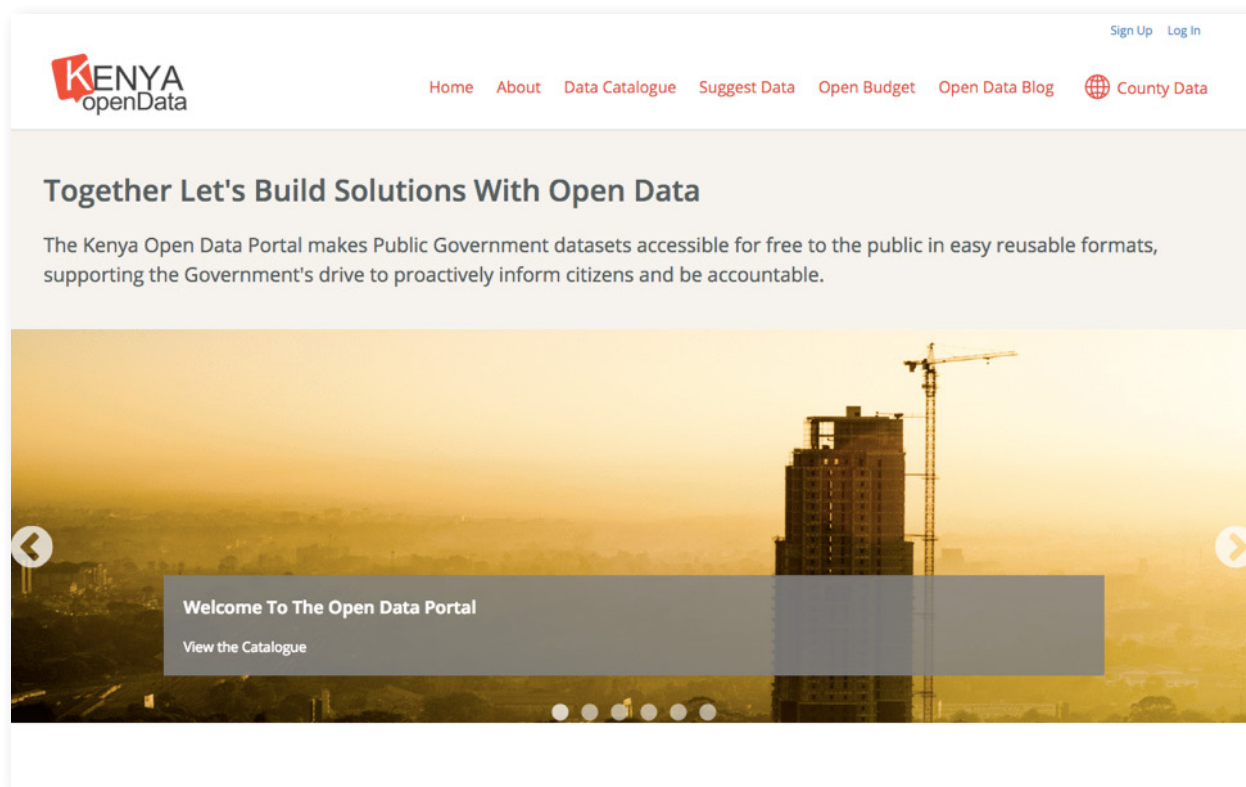 Sign Up Log In
KENYA
openData
Home About Data Catalogue Suggest Data Open Budget Open Data Blog County Data
Together Let's Build Solutions With Open Data
The Kenya Open Data Portal makes Public Government datasets accessible for free to the public in easy reusable formats,
supporting the Government's drive to proactively inform citizens and be accountable.
Welcome To The Open Data Portal
View the Catalogue